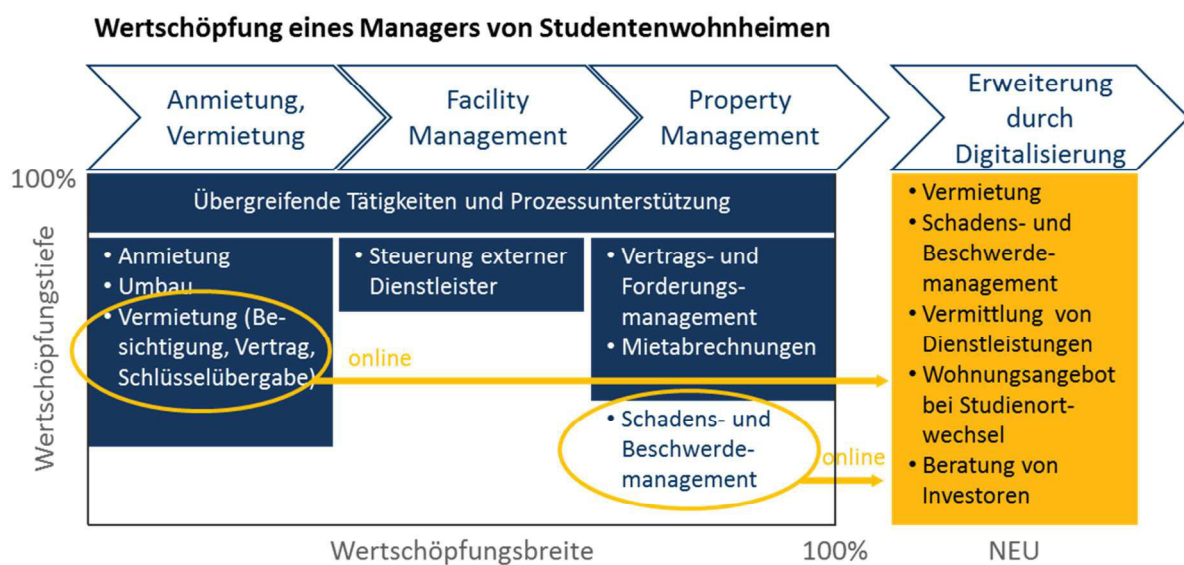 Wertschöpfung eines Managers von Studentenwohnheimen
Anmietung,
Vermietung
Facility
Management
Property
Management
Erweiterung
durch
Digitalisierung
100%
Wertschöpfungstiefe
Übergreifende Tätigkeiten und Prozessunterstützung
• Anmietung
• Umbau
• Vermietung (Be-
sichtigung, Vertrag,
Schlüsselübergabe)
online
• Steuerung externer
Dienstleister
• Vertrags- und
Forderungs-
management
• Mietabrechnungen
• Schadens- und
Beschwerde-
management
online
• Vermietung
• Schadens- und
Beschwerde-
management
• Vermittlung von
Dienstleistungen
• Wohnungsangebot
bei Studienort-
wechsel
• Beratung von
Investoren
Wertschöpfungsbreite
100%
NEU